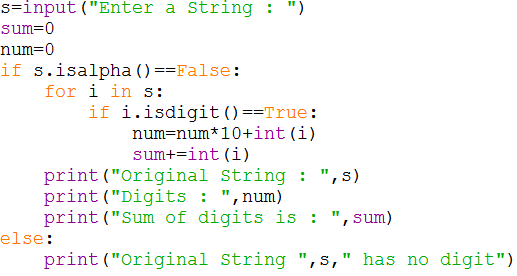 s=input("Enter a String : ")
sum=0
num=0
if s.isalpha()==False:
    for i in s:
        if i.isdigit()==True:
            num=num*10+int(i)
            sum+=int(i)
    print("Original String : ",s)
    print("Digits : ",num)
    print("Sum of digits is : ",sum)
else:
    print("Original String ",s," has no digit")